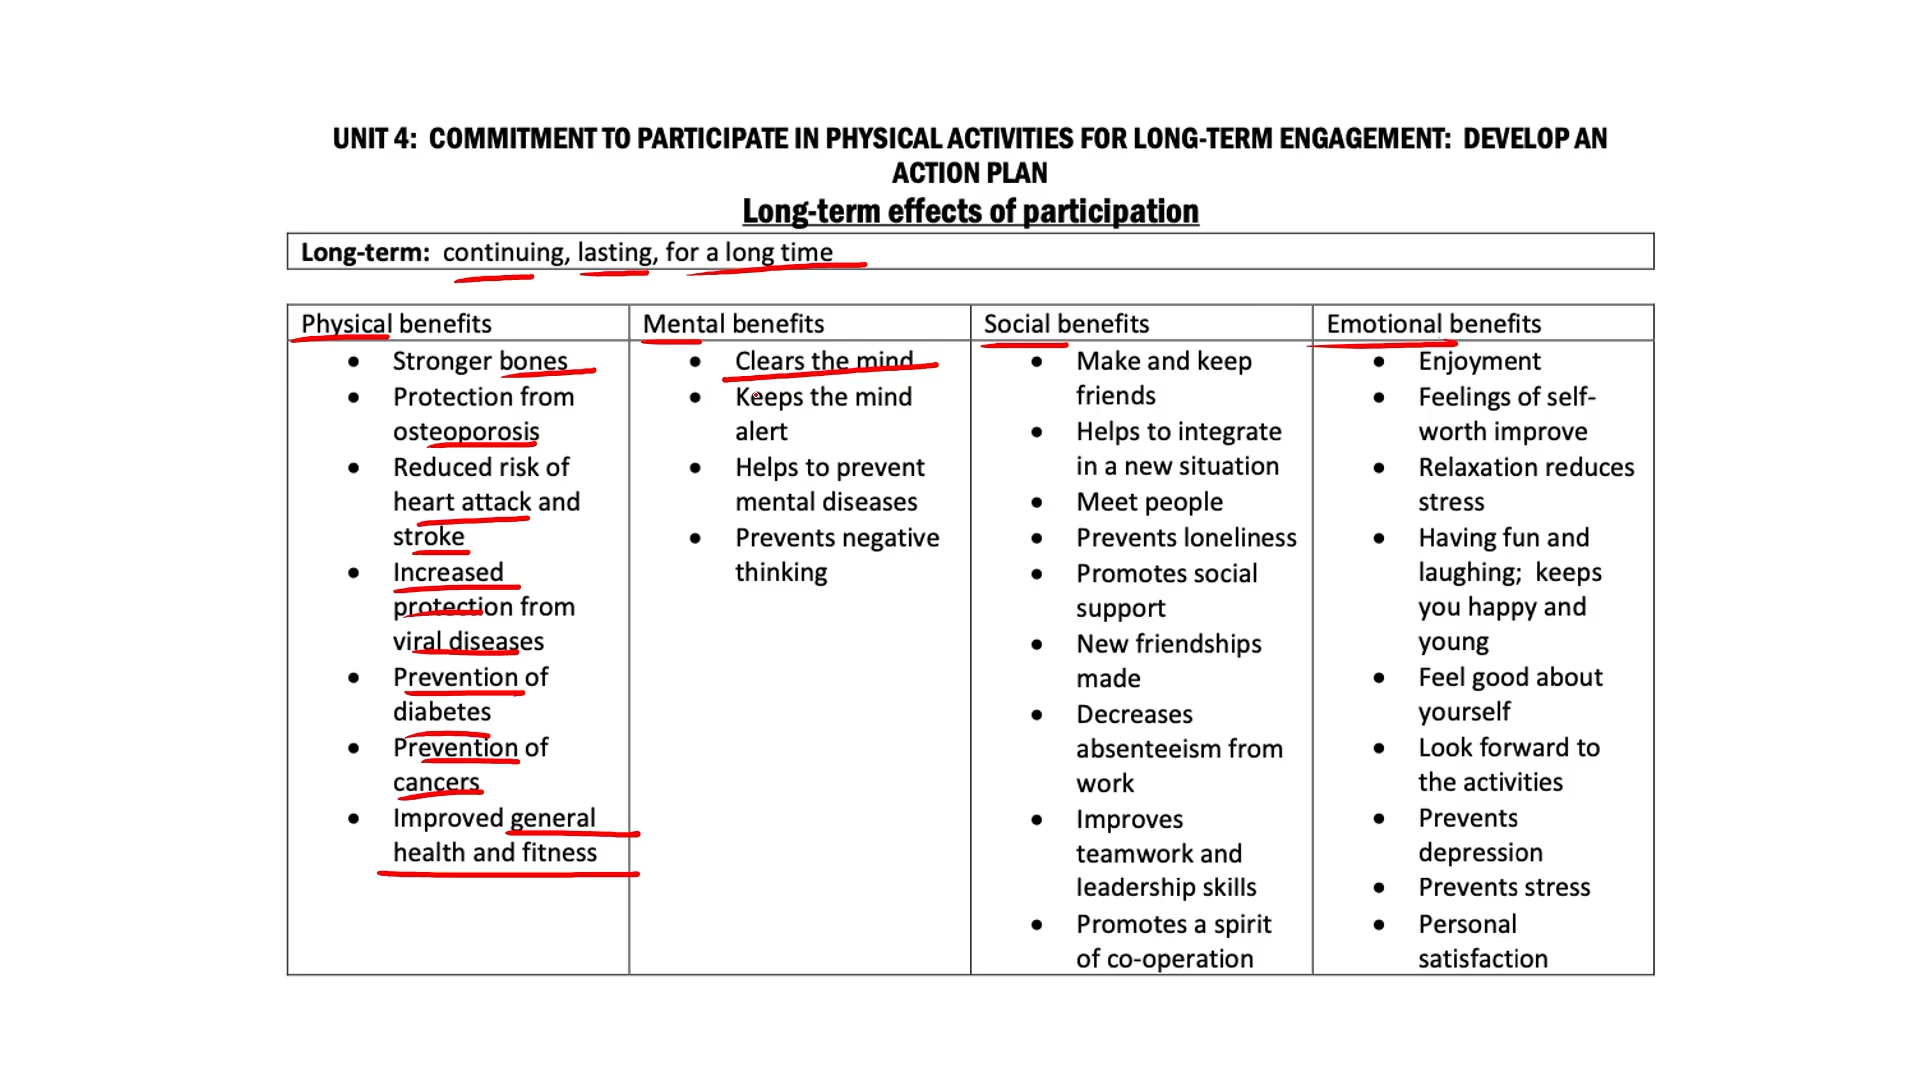 UNIT 4: COMMITMENT TO PARTICIPATE IN PHYSICAL ACTIVITIES FOR LONG-TERM ENGAGEMENT: DEVELOP AN
ACTION PLAN
Long-term effects of participation
Long-term: continuing, lasting, for a long time
Physical benefits
• Stronger bones
• Protection from
osteoporosis
• Reduced risk of
heart attack and
stroke
• Increased
protection from
viral diseases
• Prevention of
diabetes
• Prevention of
cancers
• Improved general
health and fitness
Mental benefits
• Clears the mind
• Keeps the mind
alert
• Helps to prevent
mental diseases
• Prevents negative
thinking
Social benefits
• Make and keep
friends
• Helps to integrate
in a new situation
• Meet people
• Prevents loneliness
• Promotes social
support
• New friendships
made
• Decreases
absenteeism from
work
• Improves
teamwork and
leadership skills
• Promotes a spirit
of co-operation
Emotional benefits
• Enjoyment
• Feelings of self-
worth improve
• Relaxation reduces
stress
• Having fun and
laughing; keeps
you happy and
young
• Feel good about
yourself
• Look forward to
the activities
• Prevents
depression
• Prevents stress
• Personal
satisfaction